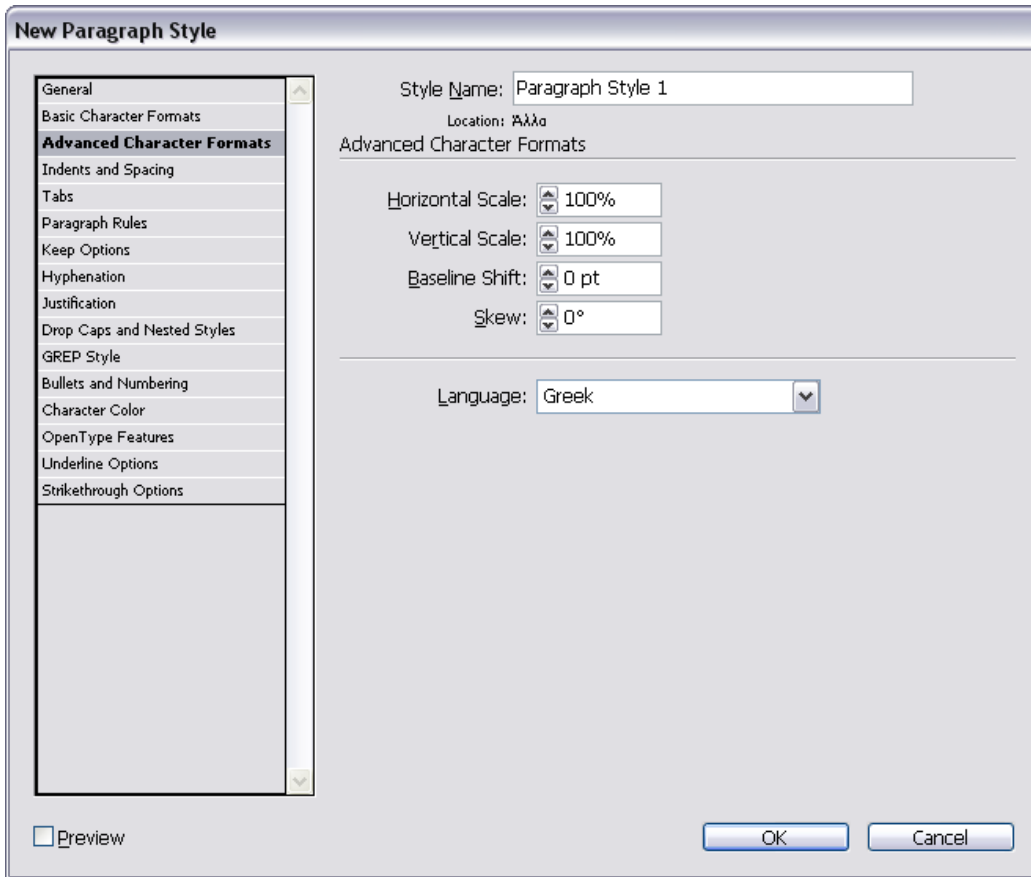 New Paragraph Style
General
Basic Character Formats
Advanced Character Formats
Indents and Spacing
Tabs
Paragraph Rules
Keep Options
Hyphenation
Justification
Drop Caps and Nested Styles
GREP Style
Bullets and Numbering
Character Color
OpenType Features
Underline Options
Strikethrough Options
Style Name: Paragraph Style 1
Location: Άλλα
Advanced Character Formats
Horizontal Scale: 100%
Vertical Scale: 100%
Baseline Shift: 0 pt
Skew: 0°
Language: Greek
Preview
OK
Cancel